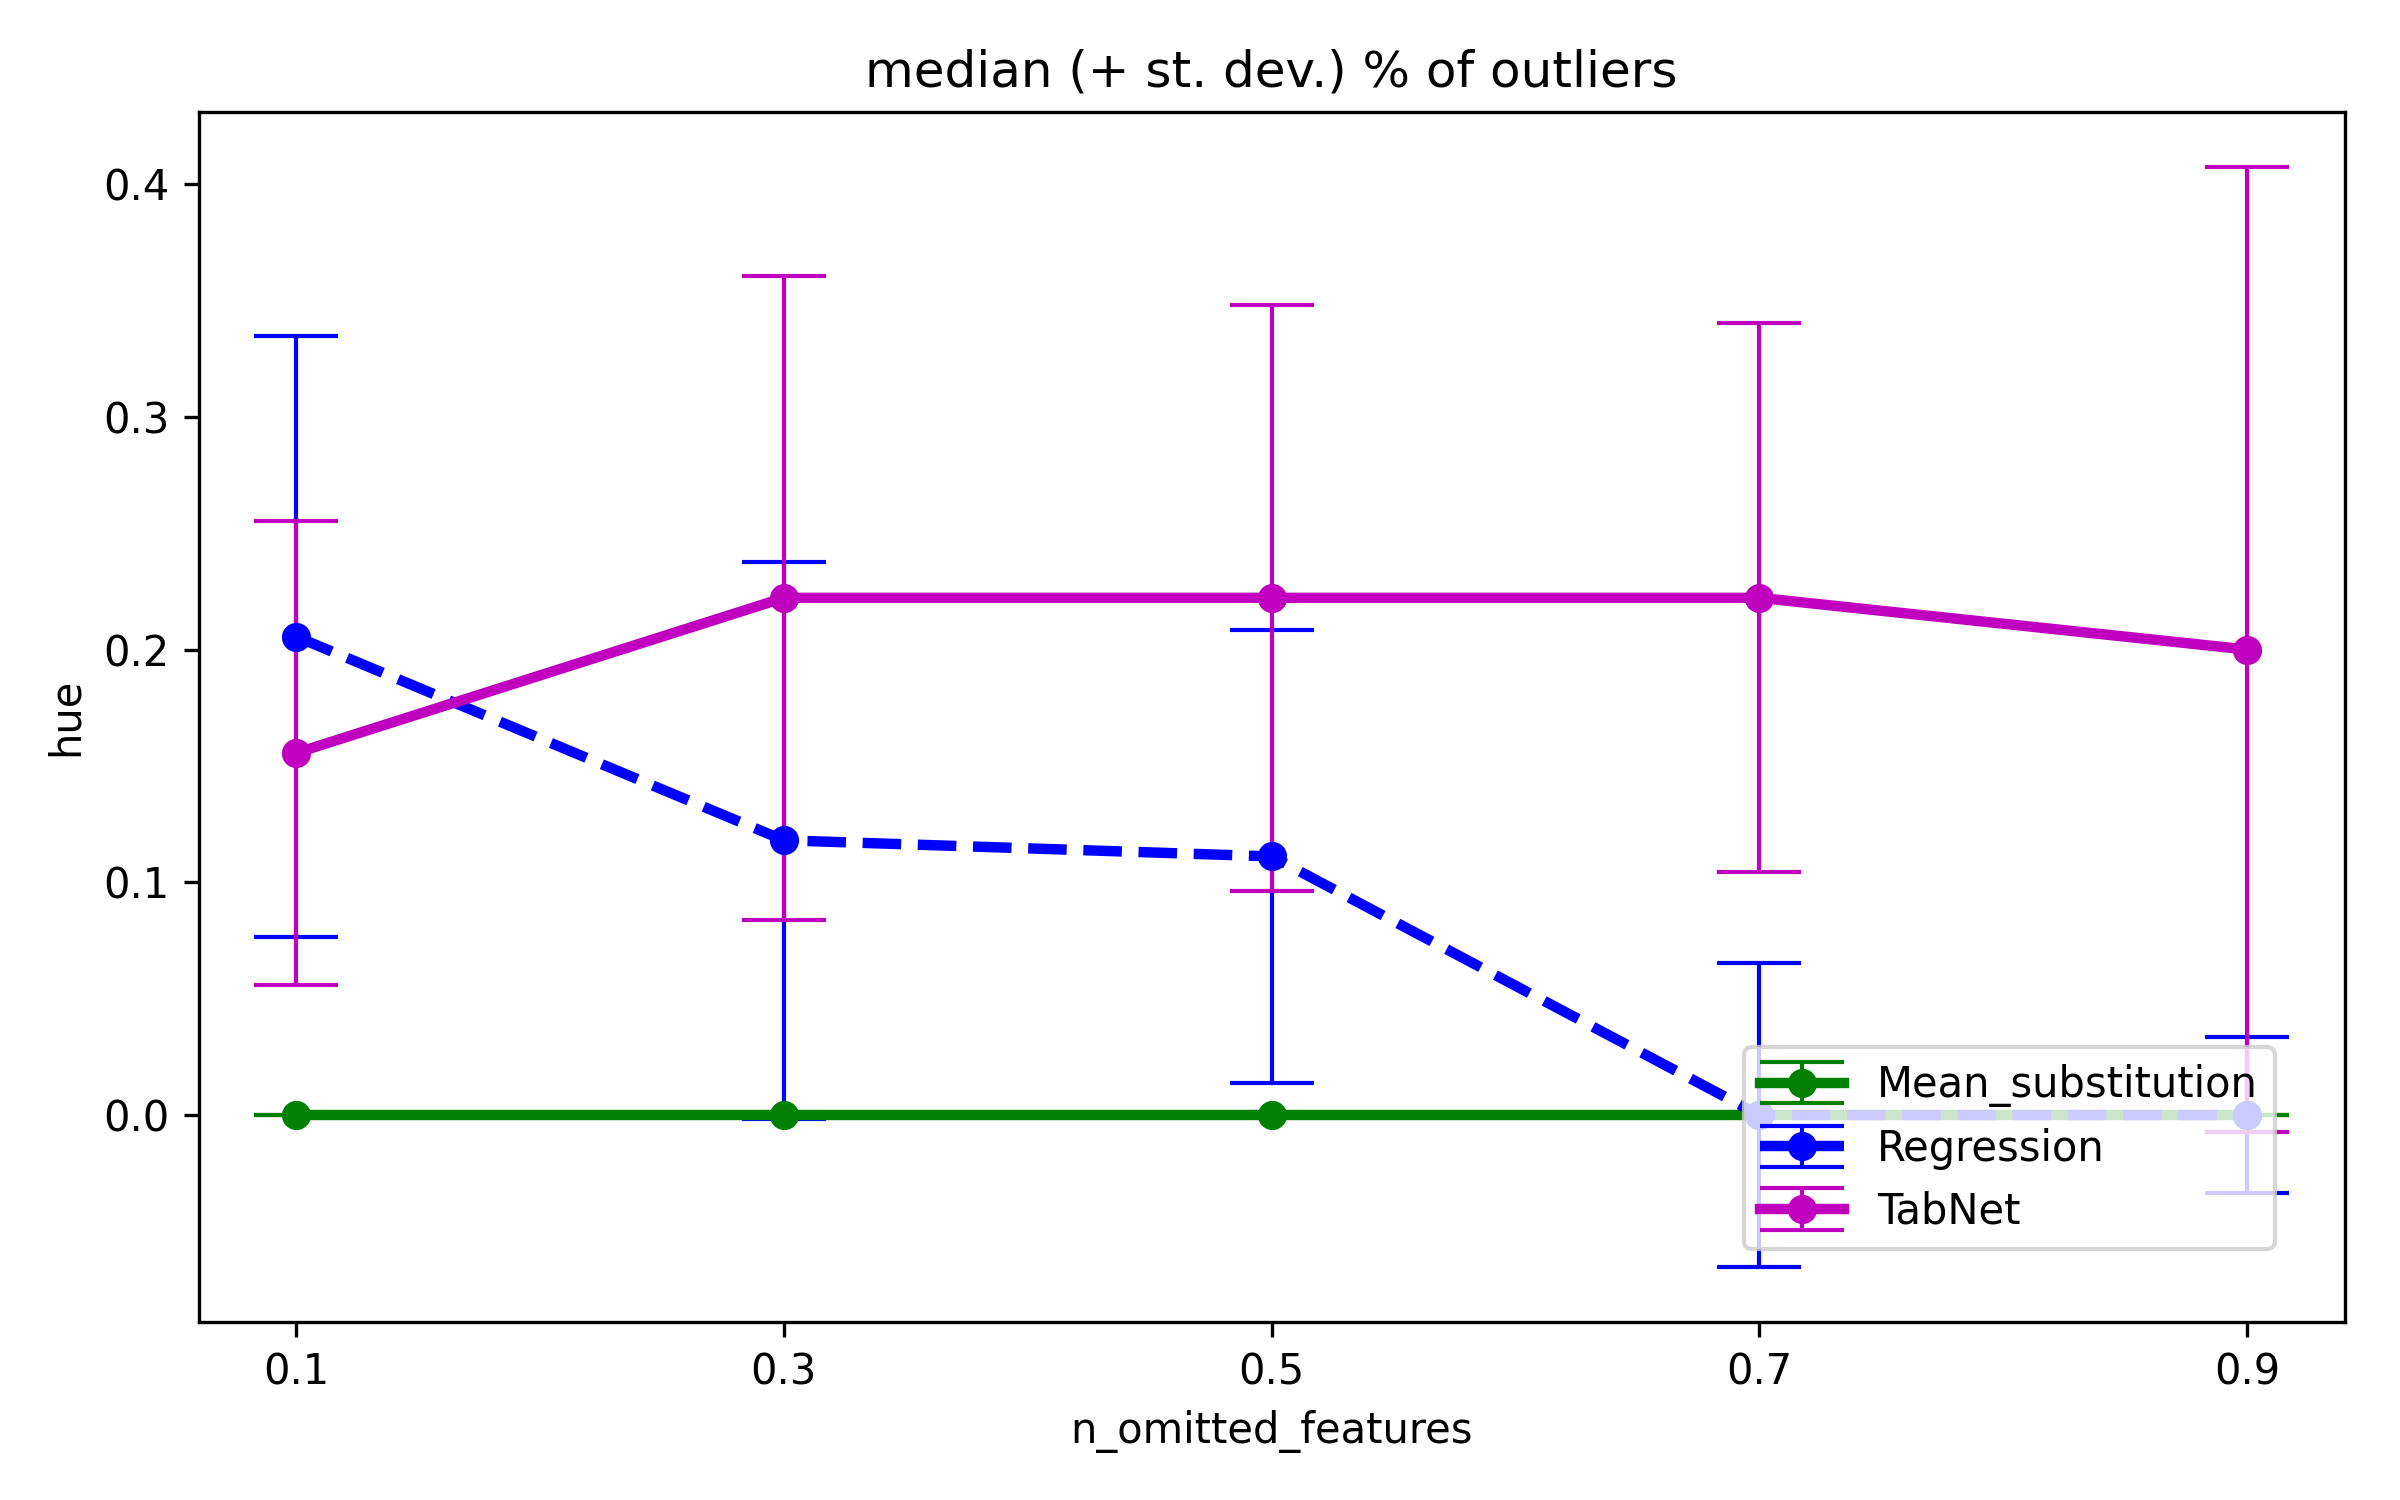 median (+ st. dev.) % of outliers
hue
0.4
0.3
0.2
0.1
0.0
Mean_substitution
Regression
TabNet
0.1 0.3 0.5 0.7 0.9
n_omitted_features